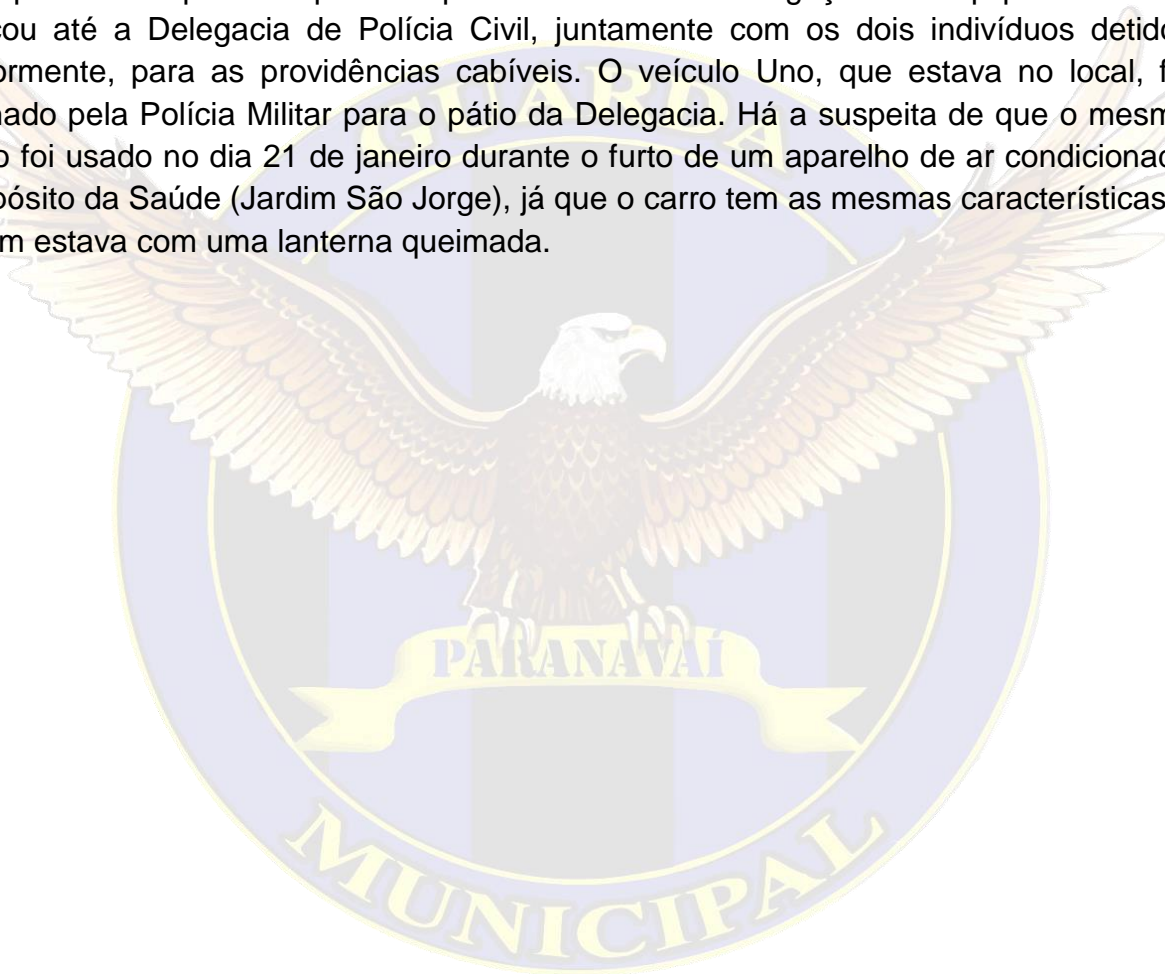 cou até a Delegacia de Polícia Civil, juntamente com os dois indivíduos detido
ormente, para as providências cabíveis. O veículo Uno, que estava no local, f
nado pela Polícia Militar para o pátio da Delegacia. Há a suspeita de que o mesm
o foi usado no dia 21 de janeiro durante o furto de um aparelho de ar condicionad
pósito da Saúde (Jardim São Jorge), já que o carro tem as mesmas características
m estava com uma lanterna queimada.
GUARDA
PARANAVAÍ
MUNICIPAL